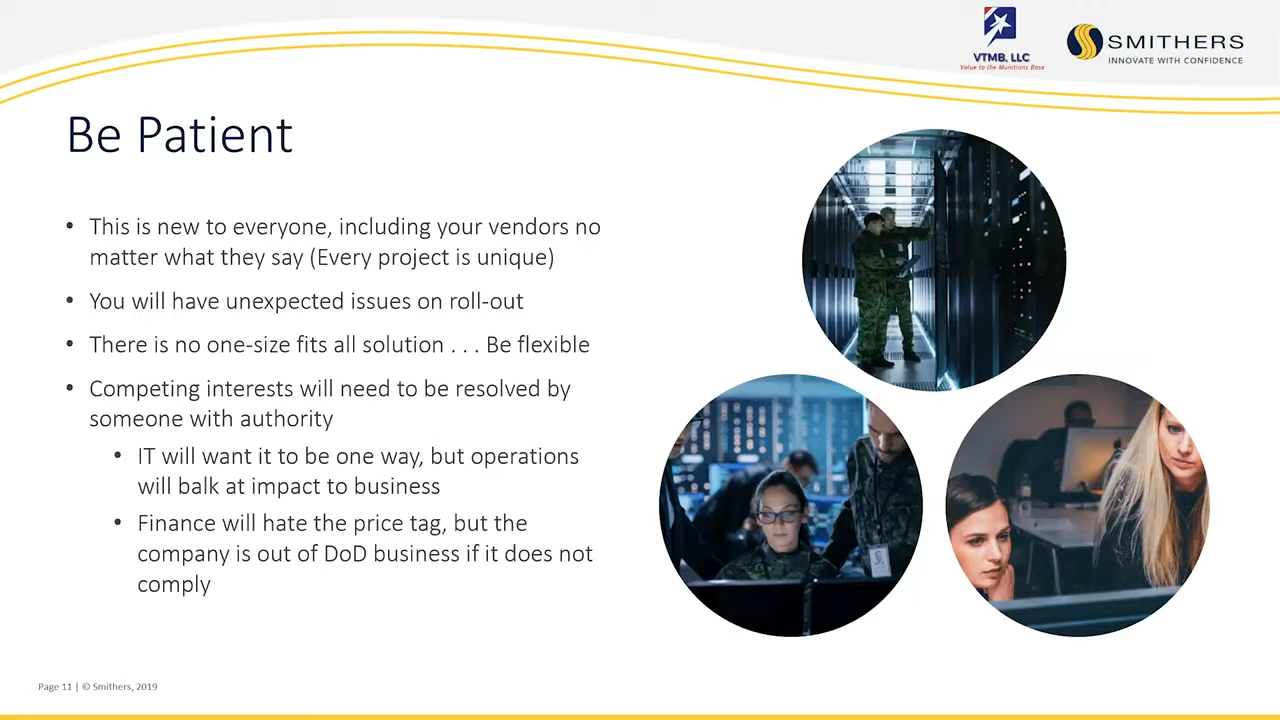 VTMB, LLC
Value to the Munitions Base
SMITHERS
INNOVATE WITH CONFIDENCE
Be Patient
• This is new to everyone, including your vendors no
matter what they say (Every project is unique)
• You will have unexpected issues on roll-out
• There is no one-size fits all solution . . . Be flexible
• Competing interests will need to be resolved by
someone with authority
• IT will want it to be one way, but operations
will balk at impact to business
• Finance will hate the price tag, but the
company is out of DoD business if it does not
comply
Page 11 | © Smithers, 2019